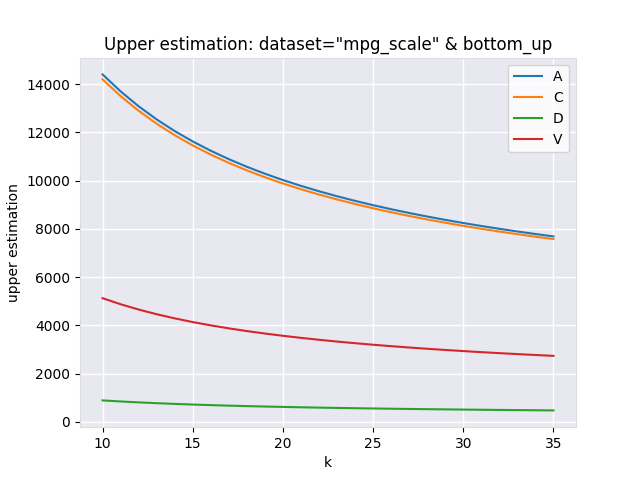 Upper estimation: dataset="mpg_scale" & bottom_up
A
C
D
V
14000
12000
10000
8000
6000
4000
2000
0
upper estimation
10
15
20
25
30
35
k